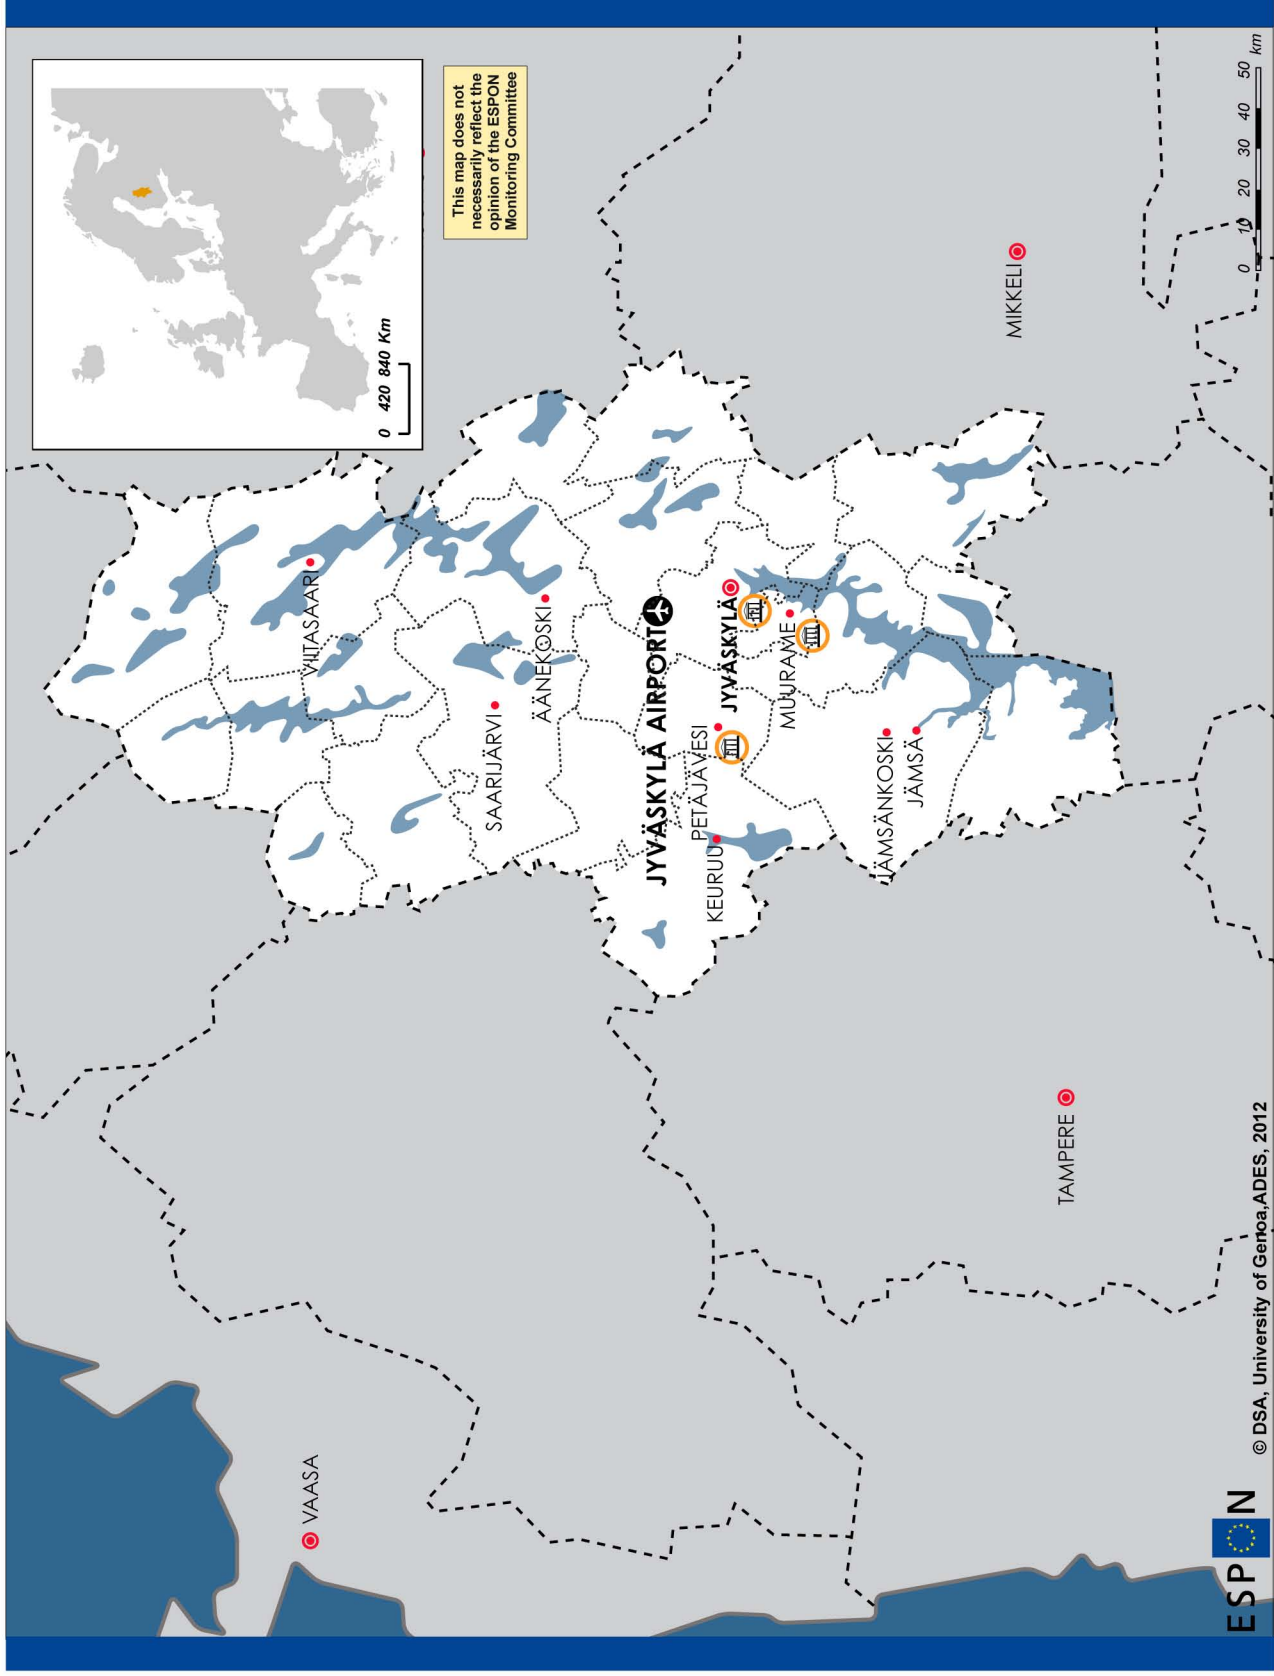 0 420 840 Km
This map does not
necessarily reflect the
opinion of the ESPON
Monitoring Committee
VIITASAARI
SAARIJÄRVI
ÄÄNEKOSKI
VAASA
JYVÄSKYLÄ AIRPORT
KEURUU
PETÄJÄVESI
JYVÄSKYLÄ
MUURAME
JÄMSÄNKOSKI
JÄMSÄ
MIKKELI
TAMPERE
ESPON
© DSA, University of Genoa,ADES, 2012
0 10 20 30 40 50 km